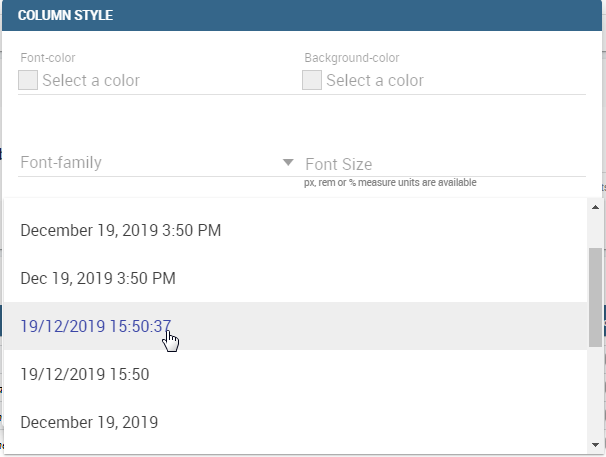 COLUMN STYLE
Font-color Background-color
Select a color Select a color
Font-family Font Size
px, rem or % measure units are available
December 19, 2019 3:50 PM
Dec 19, 2019 3:50 PM
19/12/2019 15:50:37
19/12/2019 15:50
December 19, 2019